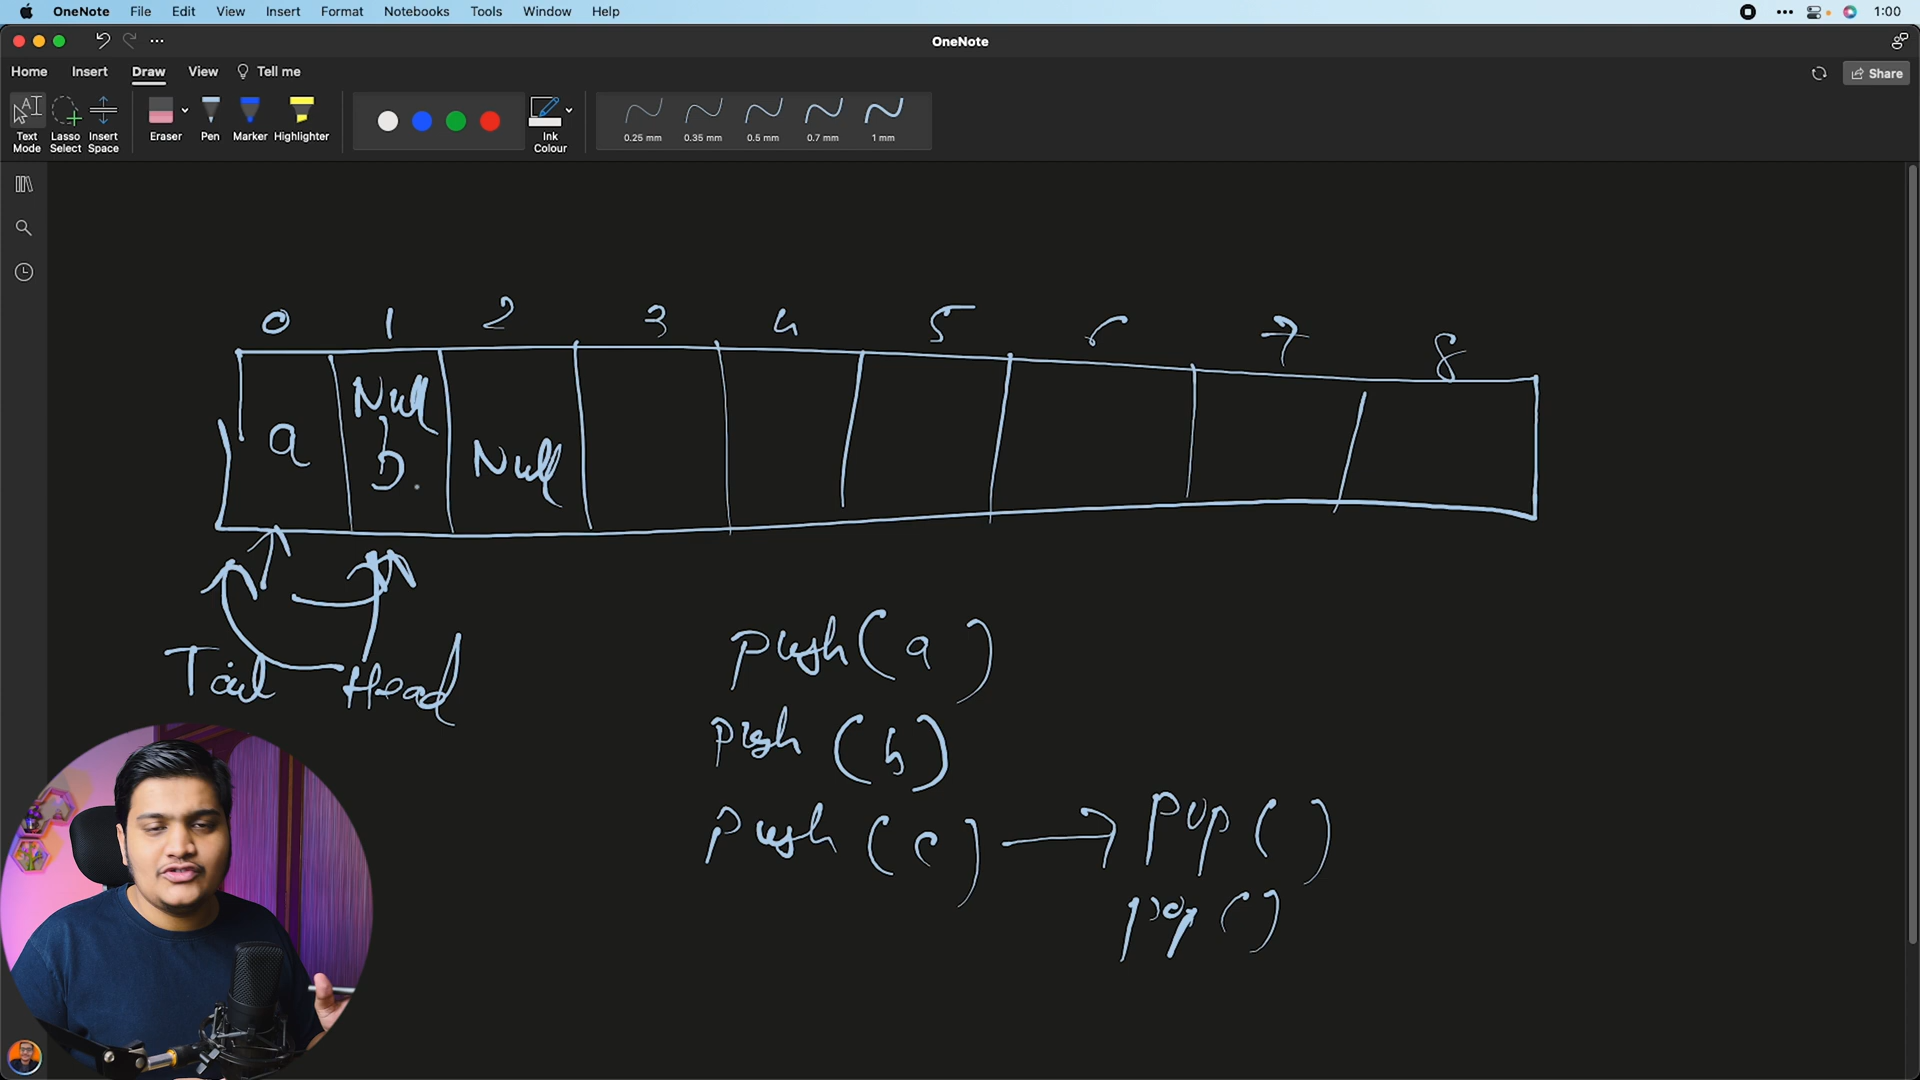 OneNote File Edit View Insert Format Notebooks Tools Window Help 1:00
OneNote
Home Insert Draw View Tell me Share
Text Mode Lasso Select Insert Space Eraser Pen Marker Highlighter Ink Colour 0.25 mm 0.35 mm 0.5 mm 0.7 mm 1 mm
0 1 2 3 4 5 6 7 8
Null
a b Null
push(a)
Tail Head
push (b)
push (c) → pop()
pop()